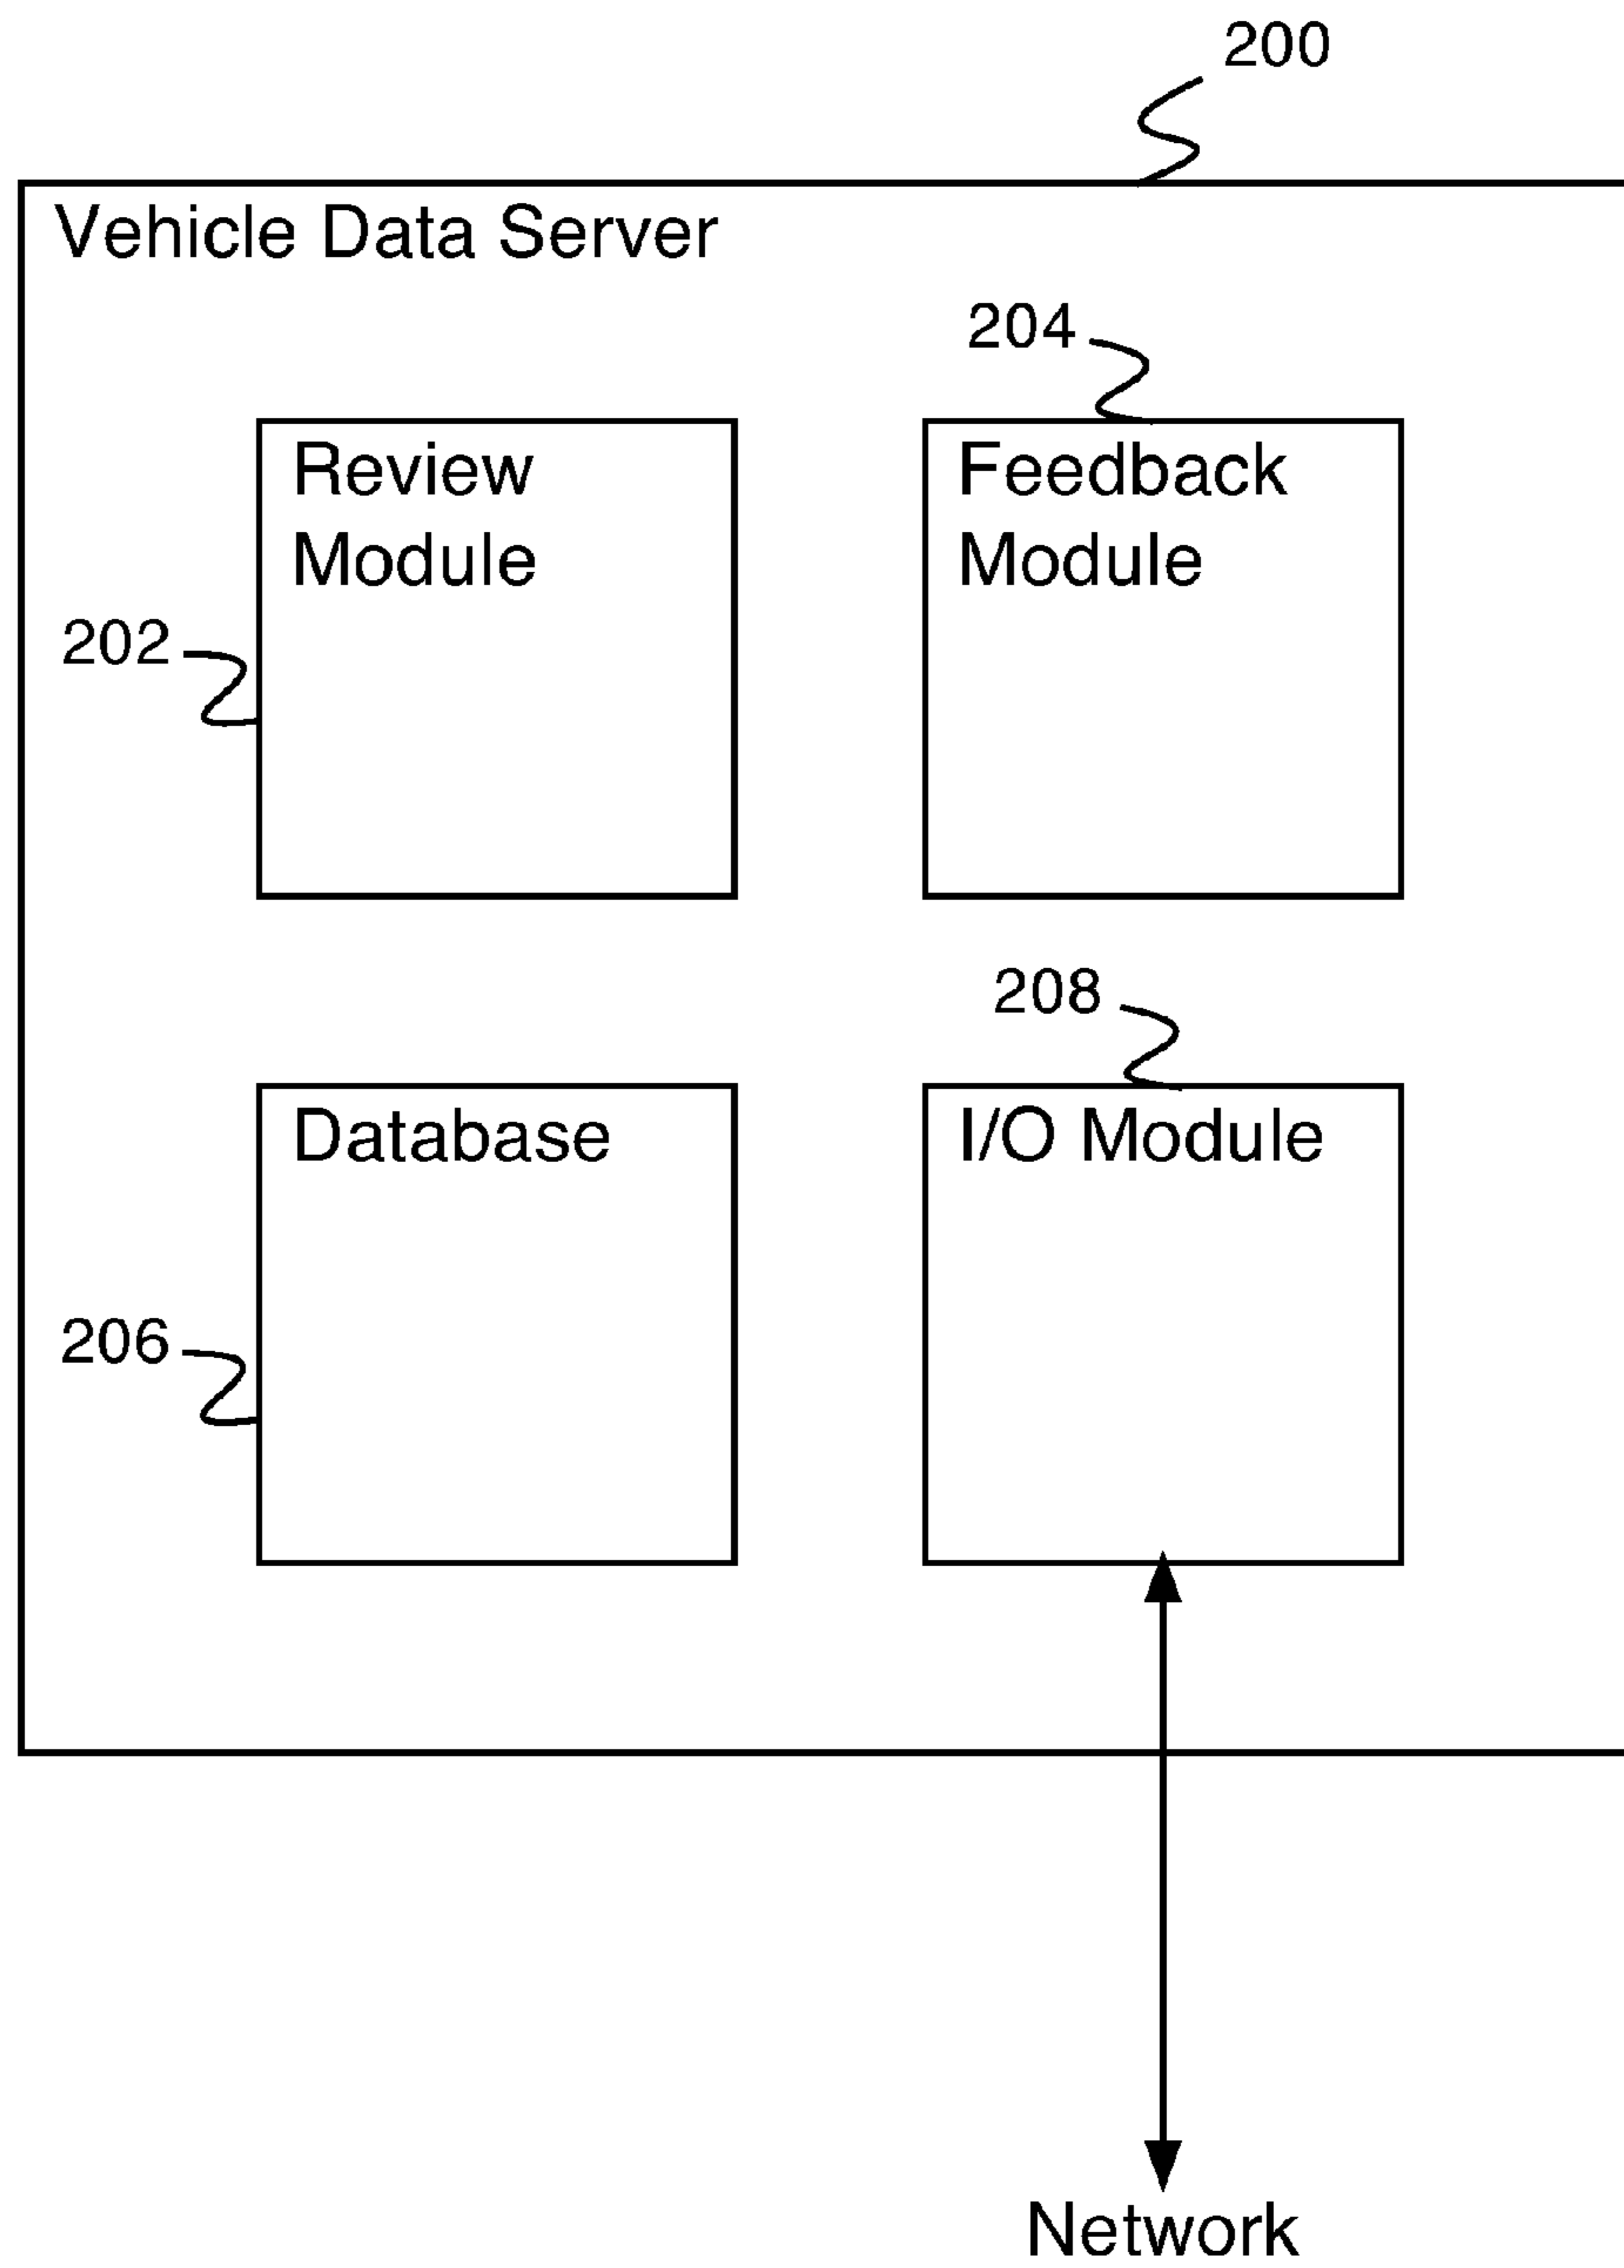 200
Vehicle Data Server
204
Review
Module
Feedback
Module
202
208
Database
I/O Module
206
Network